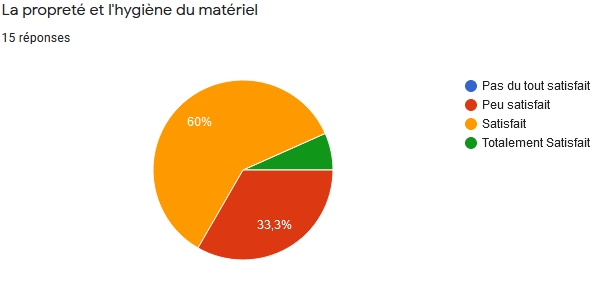 La propreté et l'hygiène du matériel
15 réponses
60%
33,3%
Pas du tout satisfait
Peu satisfait
Satisfait
Totalement Satisfait